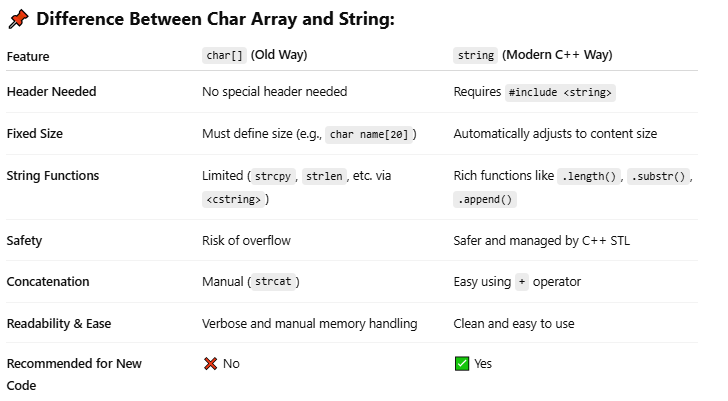 📌 Difference Between Char Array and String:
Feature char[] (Old Way) string (Modern C++ Way)
Header Needed No special header needed Requires #include <string>
Fixed Size Must define size (e.g., char name[20]) Automatically adjusts to content size
String Functions Limited (strcpy, strlen, etc. via Rich functions like .length(), .substr(),
<cstring>) .append()
Safety Risk of overflow Safer and managed by C++ STL
Concatenation Manual (strcat) Easy using + operator
Readability & Ease Verbose and manual memory handling Clean and easy to use
Recommended for New ❌ No ✅ Yes
Code